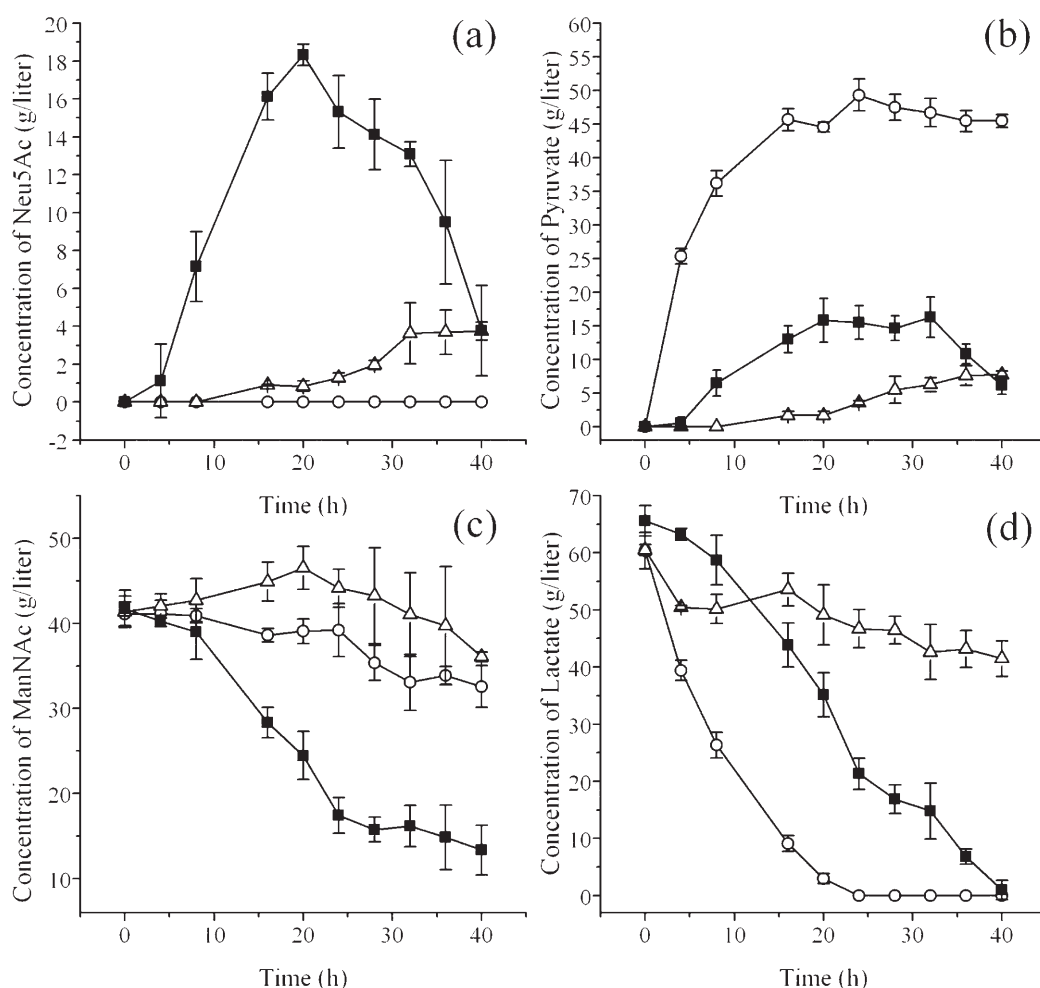 (a)
Concentration of Neu5Ac (g/liter)
20
18
16
14
12
10
8
6
4
2
0
-2
0 10 20 30 40
Time (h)
(b)
Concentration of Pyruvate (g/liter)
60
55
50
45
40
35
30
25
20
15
10
5
0
0 10 20 30 40
Time (h)
(c)
Concentration of ManNAc (g/liter)
50
40
30
20
10
0 10 20 30 40
Time (h)
(d)
Concentration of Lactate (g/liter)
70
60
50
40
30
20
10
0
0 10 20 30 40
Time (h)